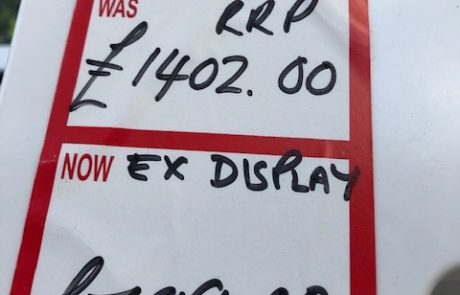 WAS RRP
£1402.00
NOW EX DISPLAY